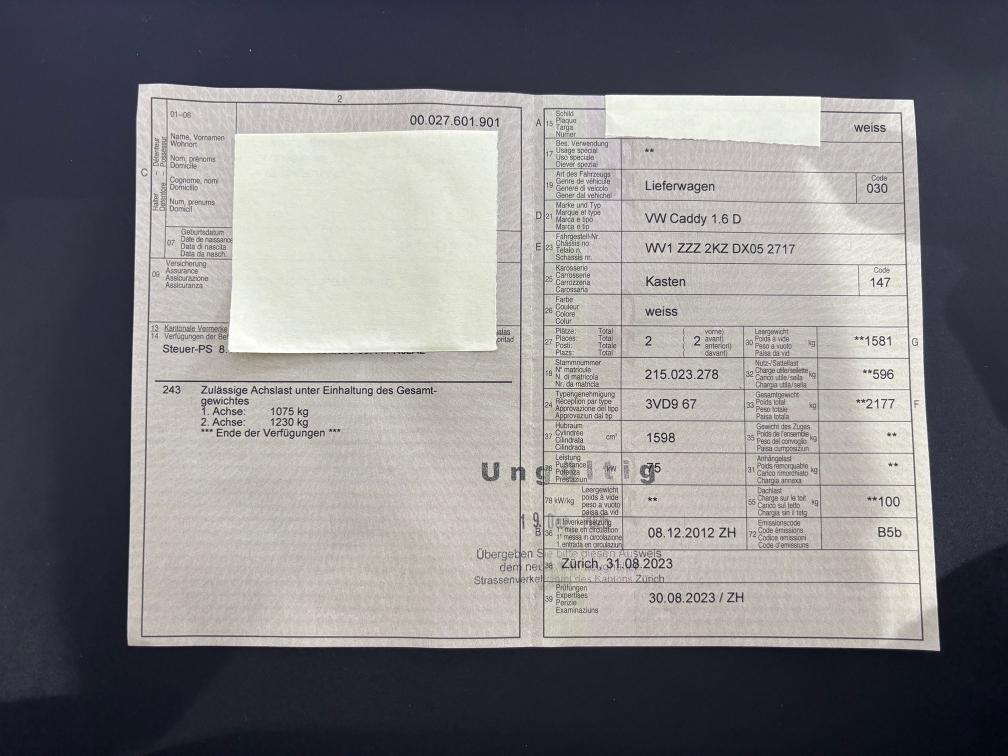 2
01–06
00.027.601.901
C
Halter
Détenteur
Detentore
Possessur
Name, Vornamen
Wohnort
Nom, prénoms
Domicile
Cognome, nomi
Domicilio
Num, prenums
Domicil
07
Geburtsdatum
Date de naissance
Data di nascita
Data da nasch.
09
Versicherung
Assurance
Assicurazione
Assicuranza
13 Kantonale Vermerke
14 Verfügungen der Be
Steuer-PS 8.
243 Zulässige Achslast unter Einhaltung des Gesamt-
gewichtes
1. Achse: 1075 kg
2. Achse: 1230 kg
*** Ende der Verfügungen ***
A 15
Schild
Plaque
Targa
Numer
weiss
17
Bes. Verwendung
Usage spécial
Uso speciale
Diever spezial
**
19
Art des Fahrzeugs
Genre de véhicule
Genere di veicolo
Gener dal vehichel
Lieferwagen
Code
030
D 21
Marke und Typ
Marque et type
Marca e tipo
Marca e tip
VW Caddy 1.6 D
E 23
Fahrgestell-Nr.
Châssis no
Telaio n.
Schassis nr.
WV1 ZZZ 2KZ DX05 2717
25
Karosserie
Carrosserie
Carrozzeria
Carossaria
Kasten
Code
147
26
Farbe
Couleur
Colore
Colur
weiss
27
Plätze: Total
Places: Total
Posti: Totale
Plazs: Total
2
( vorne)
( avant)
2
anteriori)
davant)
30
Leergewicht
Poids à vide
Peso a vuoto
Paisa da vid
kg
**1581
G
18
Stammnummer
N° matricule
N. di matricola
Nr. da matricla
215.023.278
32
Nutz-/Sattellast
Charge utile/sellette
Carico utile/sella
Chargia utila/sella
kg
**596
24
Typengenehmigung
Réception par type
Approvazione del tipo
Approvaziun dal tip
3VD9 67
33
Gesamtgewicht
Poids total
Peso totale
Paisa totala
kg
**2177
F
37
Hubraum
Cylindrée
Cilindrata
Cilindrada
cm³
1598
35
Gewicht des Zuges
Poids de l'ensemble
Peso del convoglio
Paisa cumposiziun
kg
**
76
Leistung
Puissance
Potenza
Prestaziun
kW
75
31
Anhängelast
Poids remorquable
Carico rimorchiato
Chargia annexa
kg
**
Ungültig
78 kW/kg
Leergewicht
poids à vide
peso a vuoto
paisa da vid
**
55
Dachlast
Charge sur le toit
Carico sul tetto
Chargia sin il tetg
kg
**100
B 36
1. Inverkehrsetzung
1re mise en circulation
1a messa in circolazione
1. entrada en circulaziun
08.12.2012 ZH
72
Emissionscode
Code émissions
Codice emissioni
Code d'emissiuns
B5b
Übergeben Sie bitte diesen Ausweis
dem neuen
Strassenverkehrsamt des Kantons Zürich
38 Zürich, 31.08.2023
39
Prüfungen
Expertises
Perizie
Examinaziuns
30.08.2023 / ZH